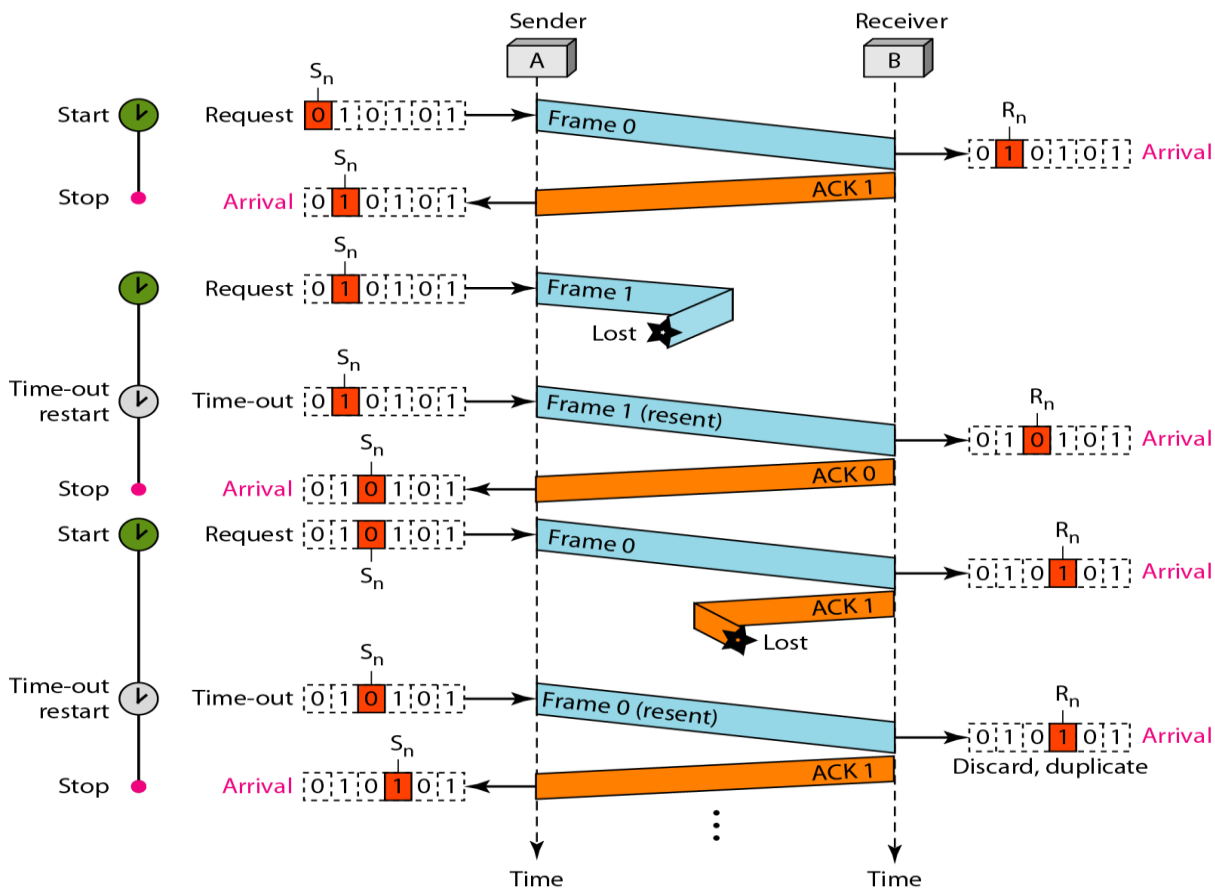 Sender Receiver
A B
Sn
Start Request 0 1 0 1 0 1 Frame 0
Rn
0 1 0 1 0 1 Arrival
Sn
Stop Arrival 0 1 0 1 0 1 ACK 1
Sn
Request 0 1 0 1 0 1 Frame 1
Lost
Sn
Time-out
restart
Time-out 0 1 0 1 0 1 Frame 1 (resent)
Rn
0 1 0 1 0 1 Arrival
Sn
Stop Arrival 0 1 0 1 0 1 ACK 0
Start Request 0 1 0 1 0 1 Frame 0
Sn
Rn
0 1 0 1 0 1 Arrival
ACK 1
Lost
Sn
Time-out
restart
Time-out 0 1 0 1 0 1 Frame 0 (resent)
Rn
0 1 0 1 0 1 Arrival
Discard, duplicate
Sn
Stop Arrival 0 1 0 1 0 1 ACK 1
Time Time